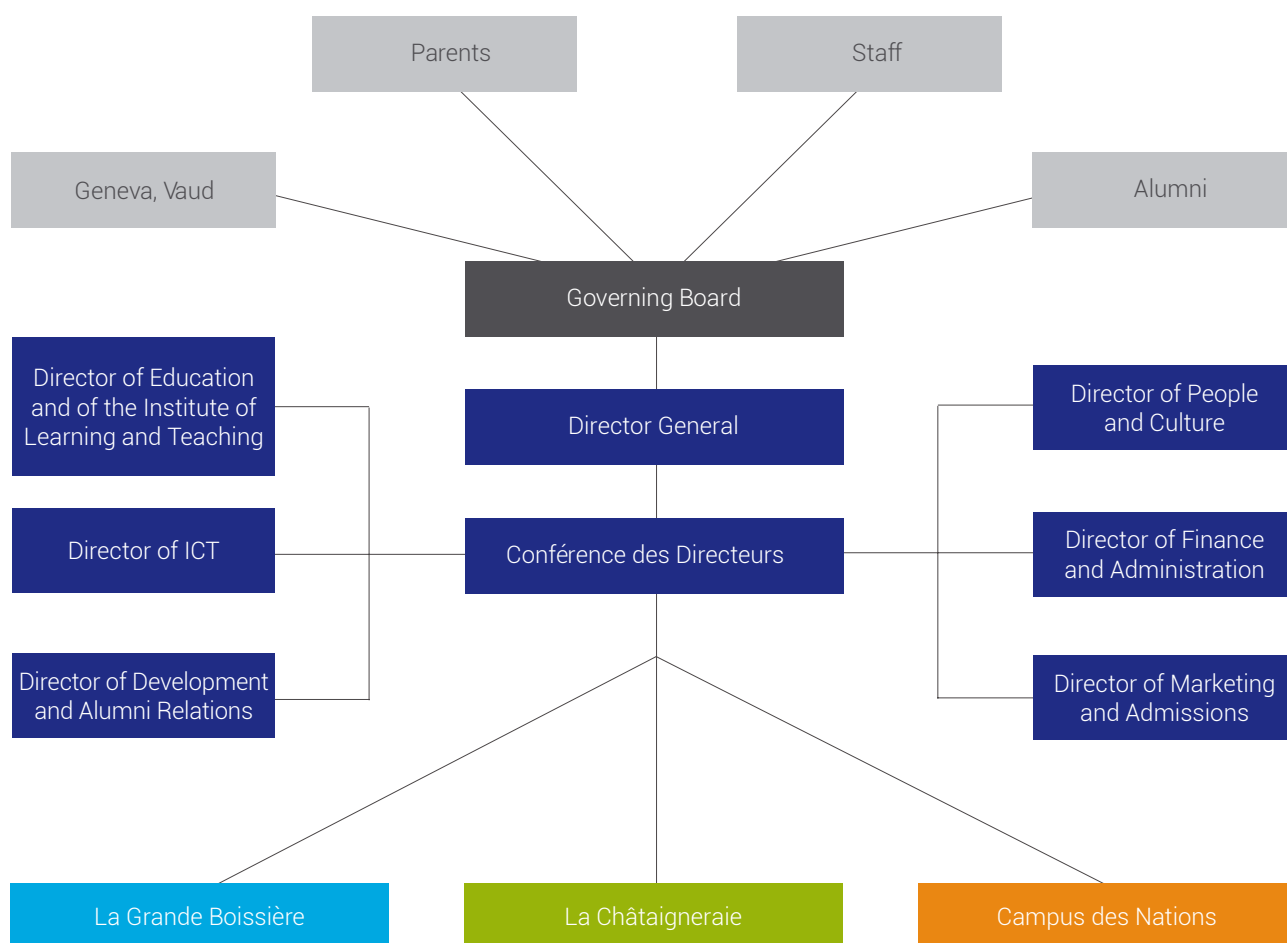 Parents
Staff
Geneva, Vaud
Alumni
Governing Board
Director of Education
and of the Institute of
Learning and Teaching
Director General
Director of People
and Culture
Director of ICT
Conférence des Directeurs
Director of Finance
and Administration
Director of Development
and Alumni Relations
Director of Marketing
and Admissions
La Grande Boissière
La Châtaigneraie
Campus des Nations